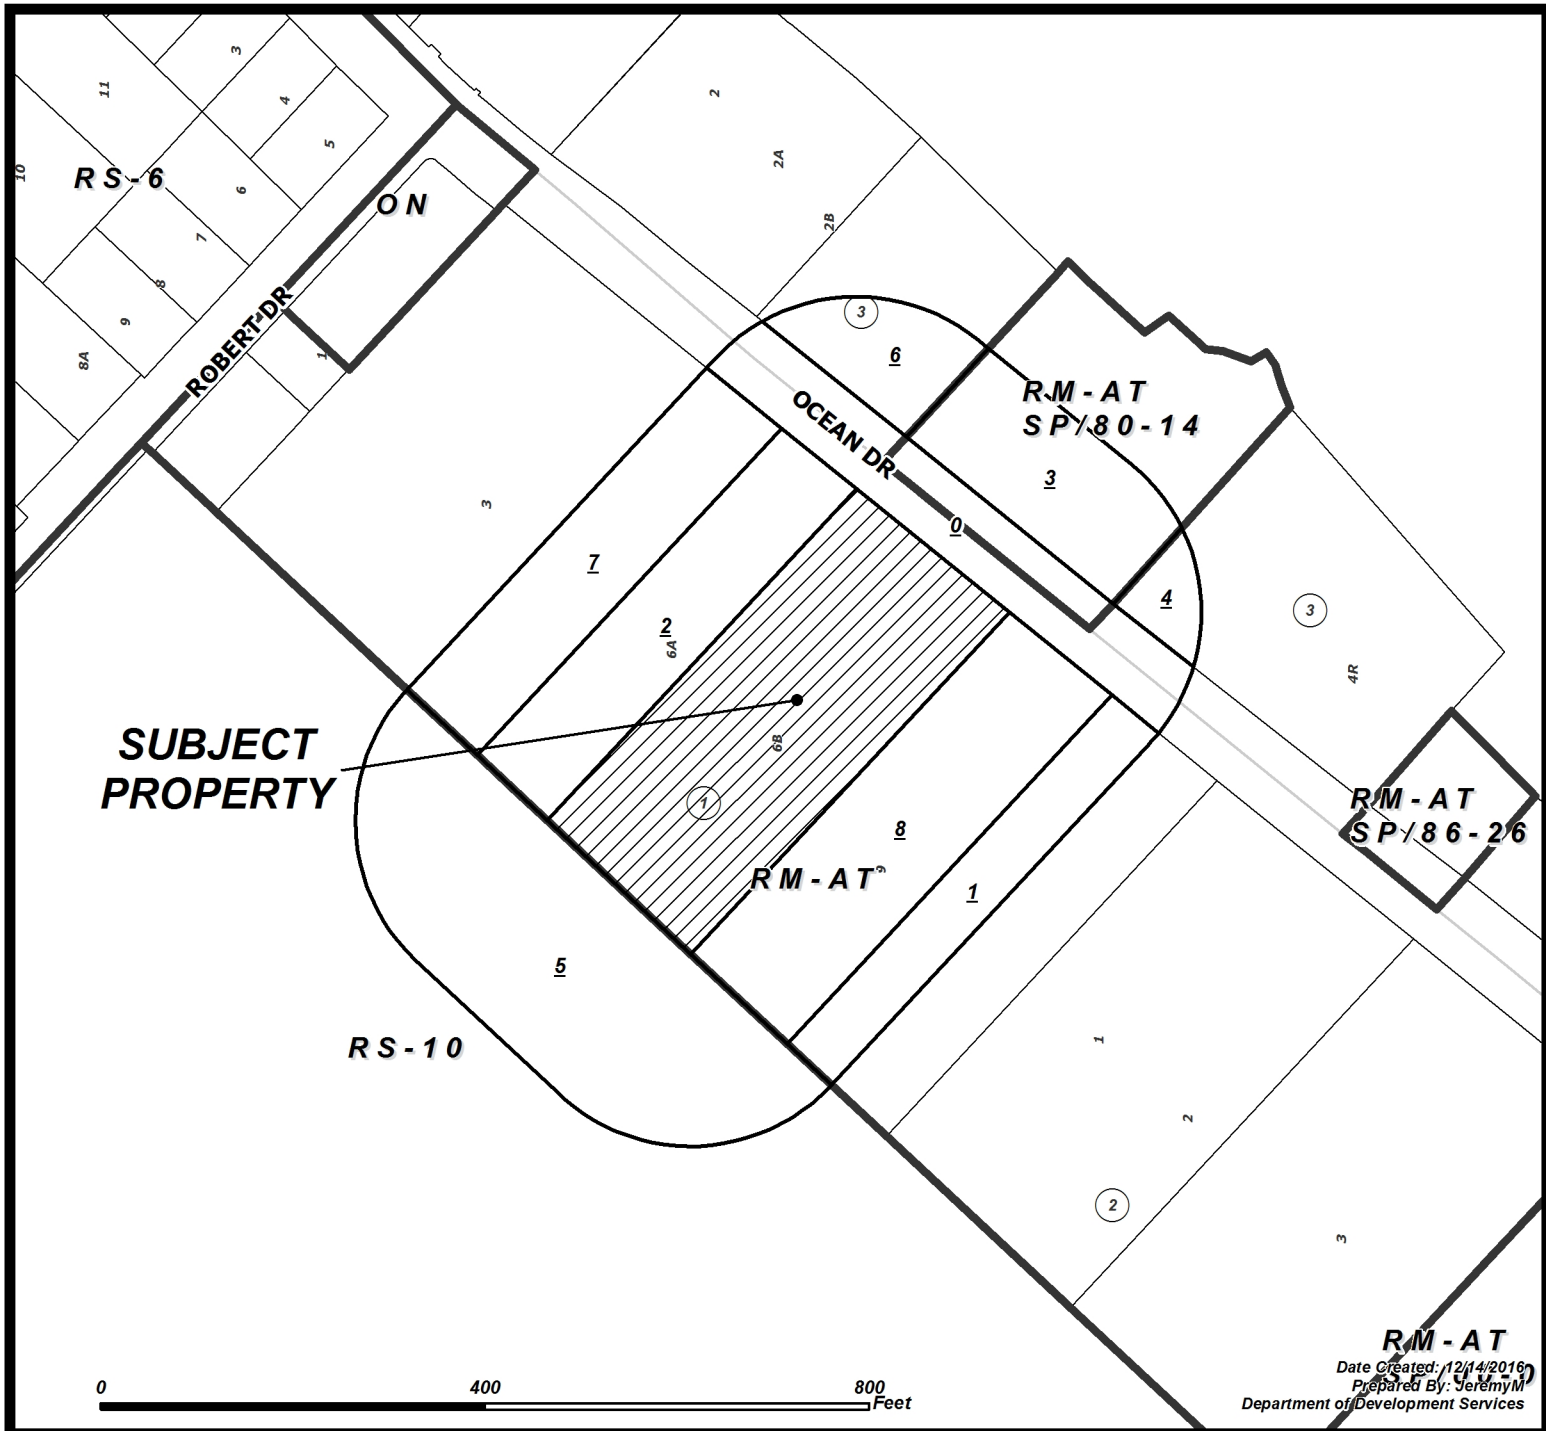 3
11
4
5
2
10
RS-6
2A
6
ON
7
2B
8
9
3
ROBERT DR
6
1
8A
RM-AT
SP/80-14
OCEAN DR
3
3
0
7
4
3
2
6A
4R
SUBJECT
PROPERTY
6B
1
RM-AT
SP/86-26
8
RM-AT
9
1
5
RS-10
1
2
2
3
RM-AT
0
400
800
Feet
Date Created: 12/14/2016
Prepared By: JeremyM
Department of Development Services